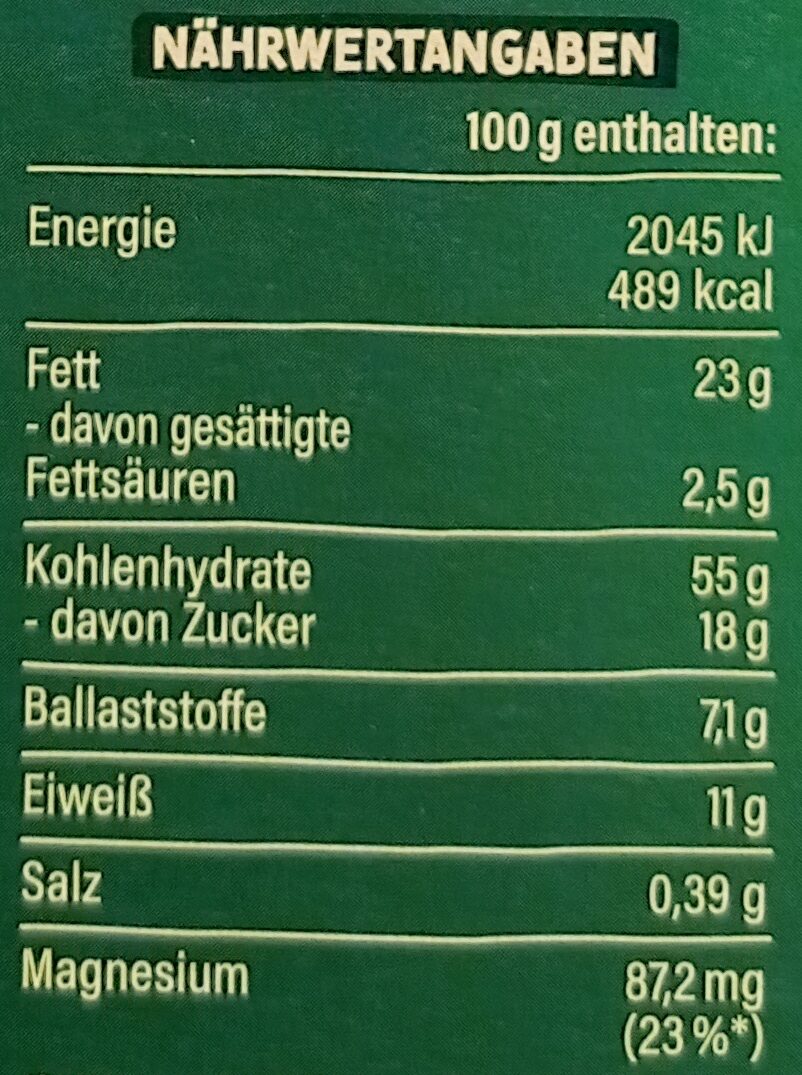 NÄHRWERTANGABEN
100 g enthalten:
Energie 2045 kJ
489 kcal
Fett 23 g
- davon gesättigte
Fettsäuren 2,5 g
Kohlenhydrate 55 g
- davon Zucker 18 g
Ballaststoffe 7,1 g
Eiweiß 11 g
Salz 0,39 g
Magnesium 87,2 mg
(23 %*)